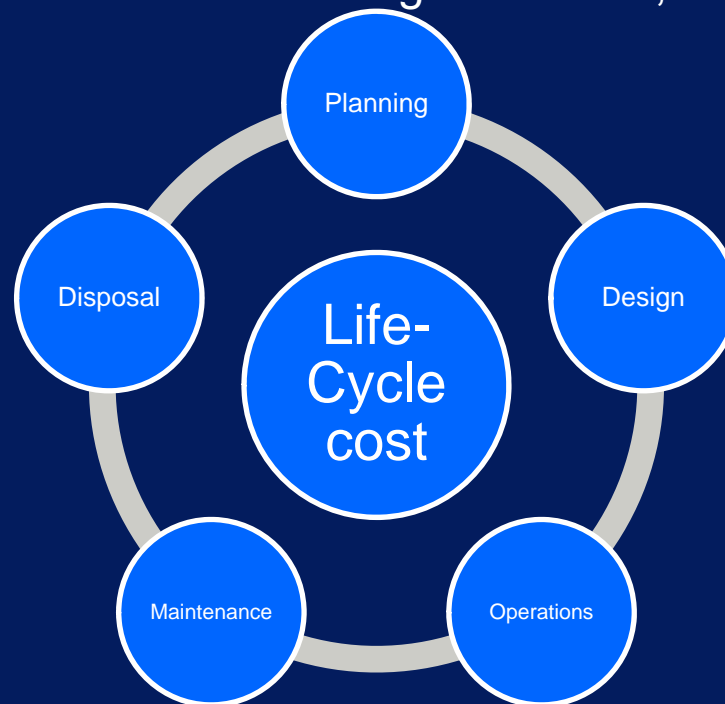 Planning
Disposal
Design
Life-
Cycle
cost
Maintenance
Operations